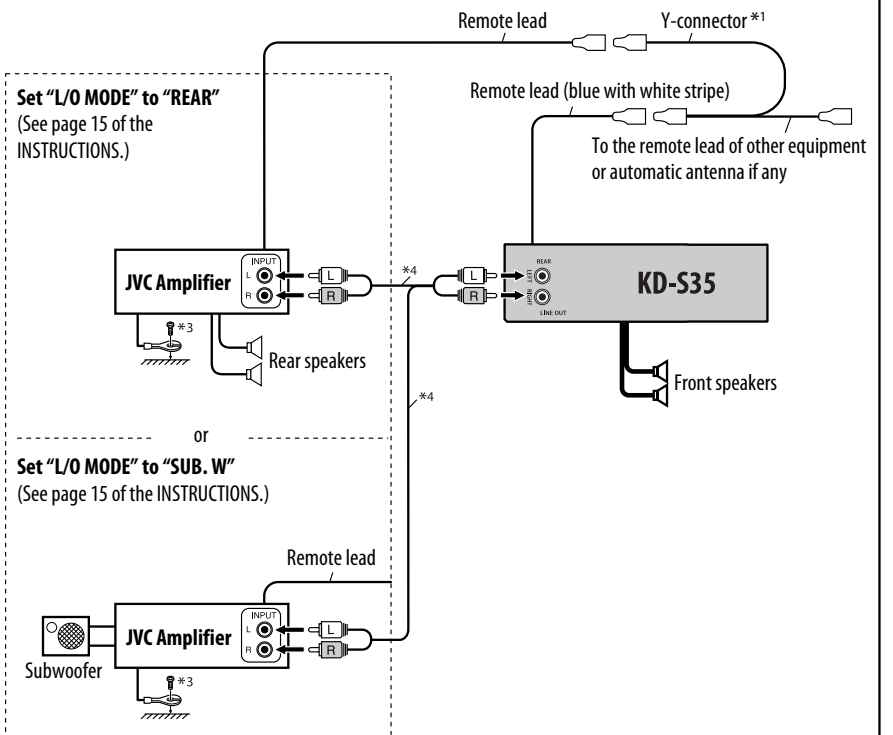 Remote lead
Y-connector *1
Set “L/O MODE” to “REAR”
(See page 15 of the
INSTRUCTIONS.)
Remote lead (blue with white stripe)
To the remote lead of other equipment
or automatic antenna if any
JVC Amplifier
INPUT
L
R
L
R
*4
L
R
REAR
LEFT
RIGHT
LINE OUT
KD-S35
*3
Rear speakers
Front speakers
*4
or
Set “L/O MODE” to “SUB. W”
(See page 15 of the INSTRUCTIONS.)
Remote lead
JVC Amplifier
INPUT
L
R
L
R
Subwoofer
*3